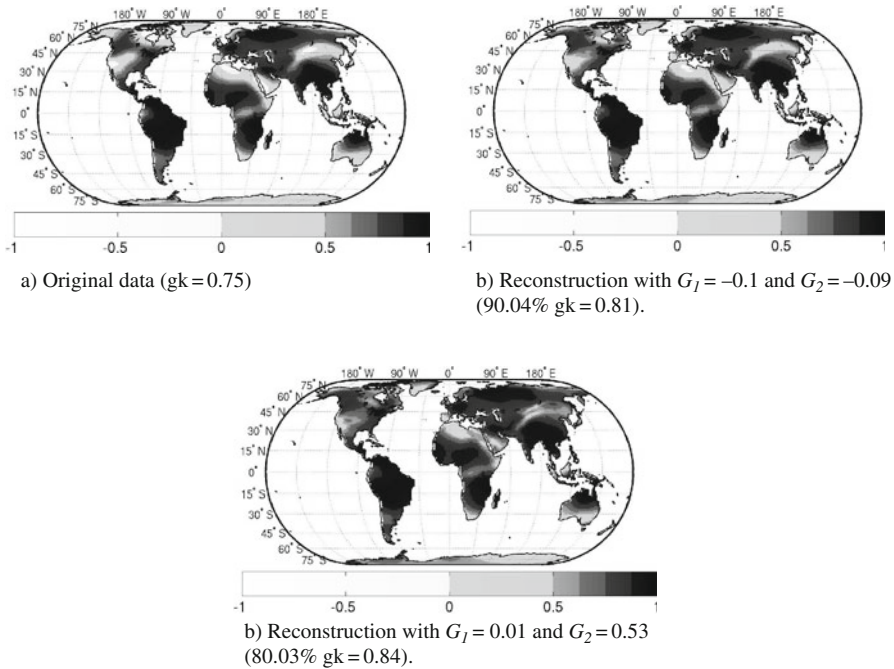 180° W 90° W 0° 90° E 180° E
75° N
60° N
45° N
30° N
15° N
0°
15° S
30° S
45° S
60° S
75° S
-1 -0.5 0 0.5 1
a) Original data (gk = 0.75)
180° W 90° W 0° 90° E 180° E
75° N
60° N
45° N
30° N
15° N
0°
15° S
30° S
45° S
60° S
75° S
-1 -0.5 0 0.5 1
b) Reconstruction with G1 = –0.1 and G2 = –0.09
(90.04% gk = 0.81).
180° W 90° W 0° 90° E 180° E
75° N
60° N
45° N
30° N
15° N
0°
15° S
30° S
45° S
60° S
75° S
-1 -0.5 0 0.5 1
b) Reconstruction with G1 = 0.01 and G2 = 0.53
(80.03% gk = 0.84).